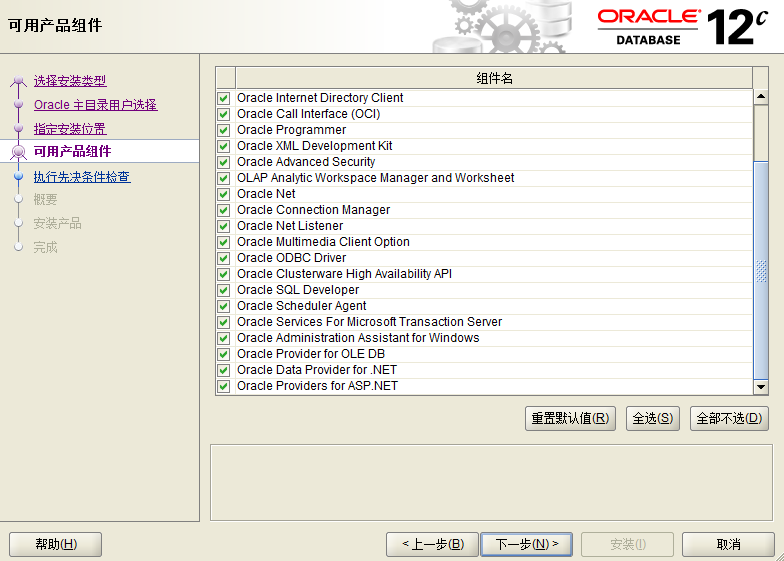 可用产品组件
ORACLE
DATABASE
12c
选择安装类型
Oracle 主目录用户选择
指定安装位置
可用产品组件
执行先决条件检查
概要
安装产品
完成
组件名
Oracle Internet Directory Client
Oracle Call Interface (OCI)
Oracle Programmer
Oracle XML Development Kit
Oracle Advanced Security
OLAP Analytic Workspace Manager and Worksheet
Oracle Net
Oracle Connection Manager
Oracle Net Listener
Oracle Multimedia Client Option
Oracle ODBC Driver
Oracle Clusterware High Availability API
Oracle SQL Developer
Oracle Scheduler Agent
Oracle Services For Microsoft Transaction Server
Oracle Administration Assistant for Windows
Oracle Provider for OLE DB
Oracle Data Provider for .NET
Oracle Providers for ASP.NET
重置默认值(R) 全选(S) 全部不选(D)
帮助(H) < 上一步(B) 下一步(N) > 安装(I) 取消